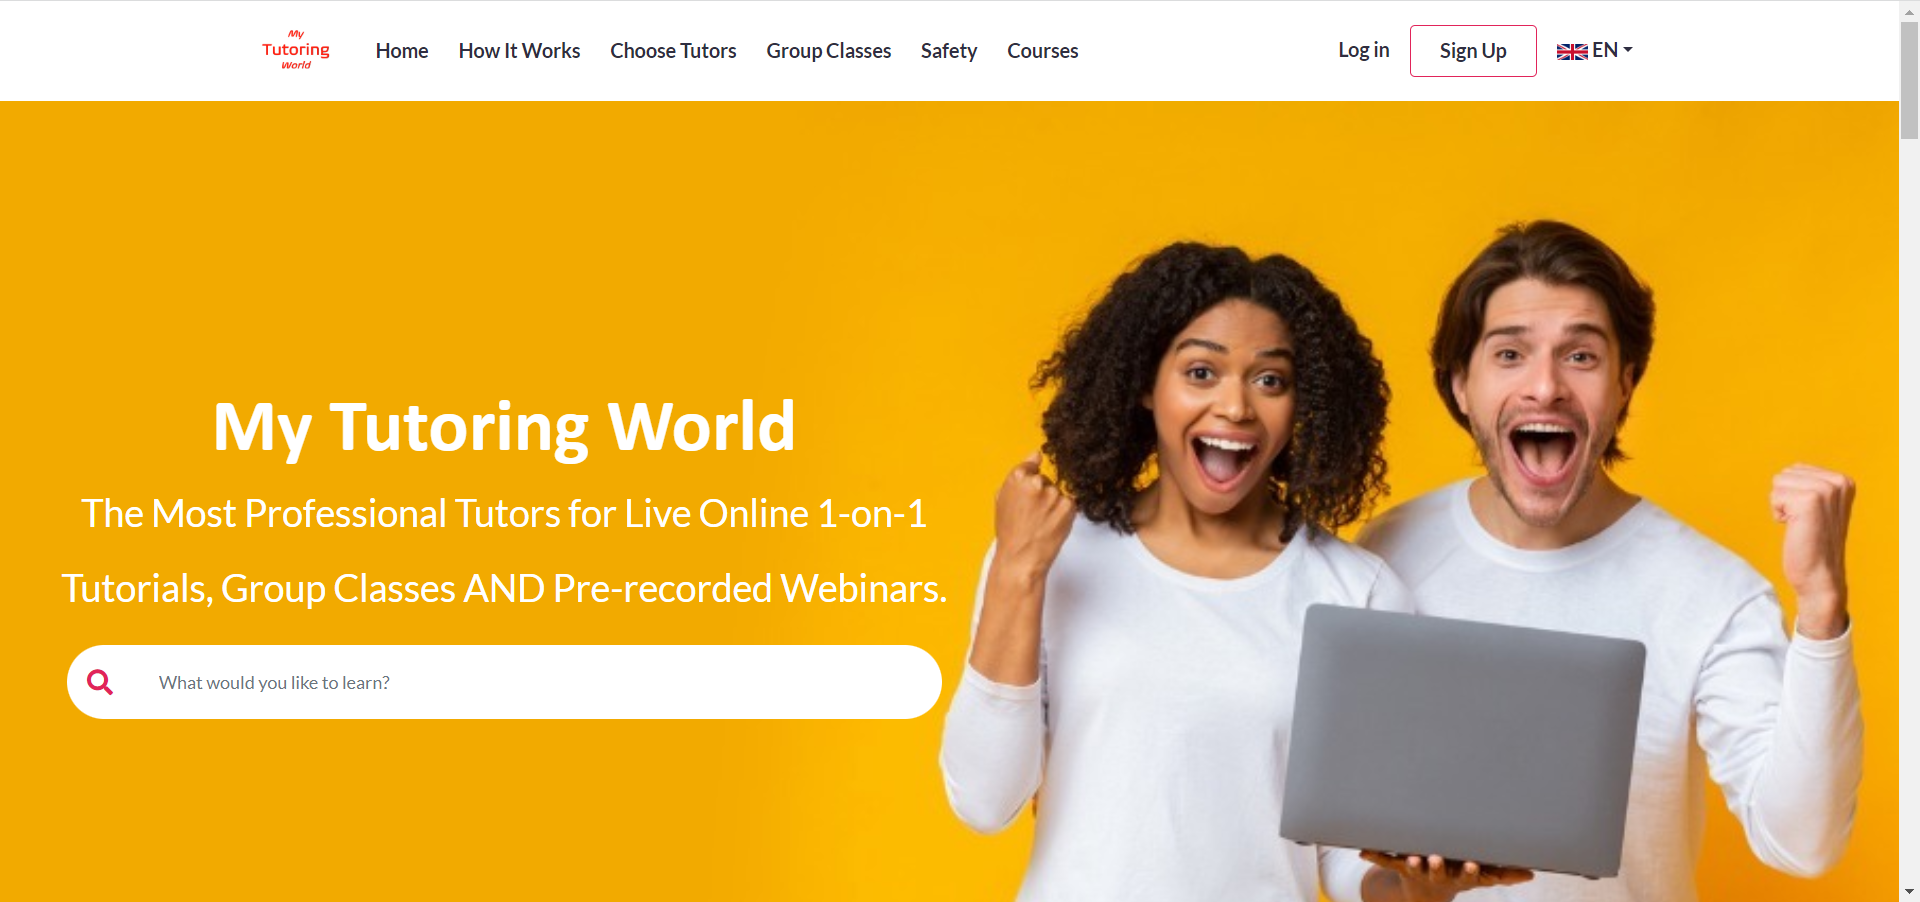 My
Tutoring
World
Home
How It Works
Choose Tutors
Group Classes
Safety
Courses
Log in
Sign Up
EN
My Tutoring World
The Most Professional Tutors for Live Online 1-on-1
Tutorials, Group Classes AND Pre-recorded Webinars.
What would you like to learn?